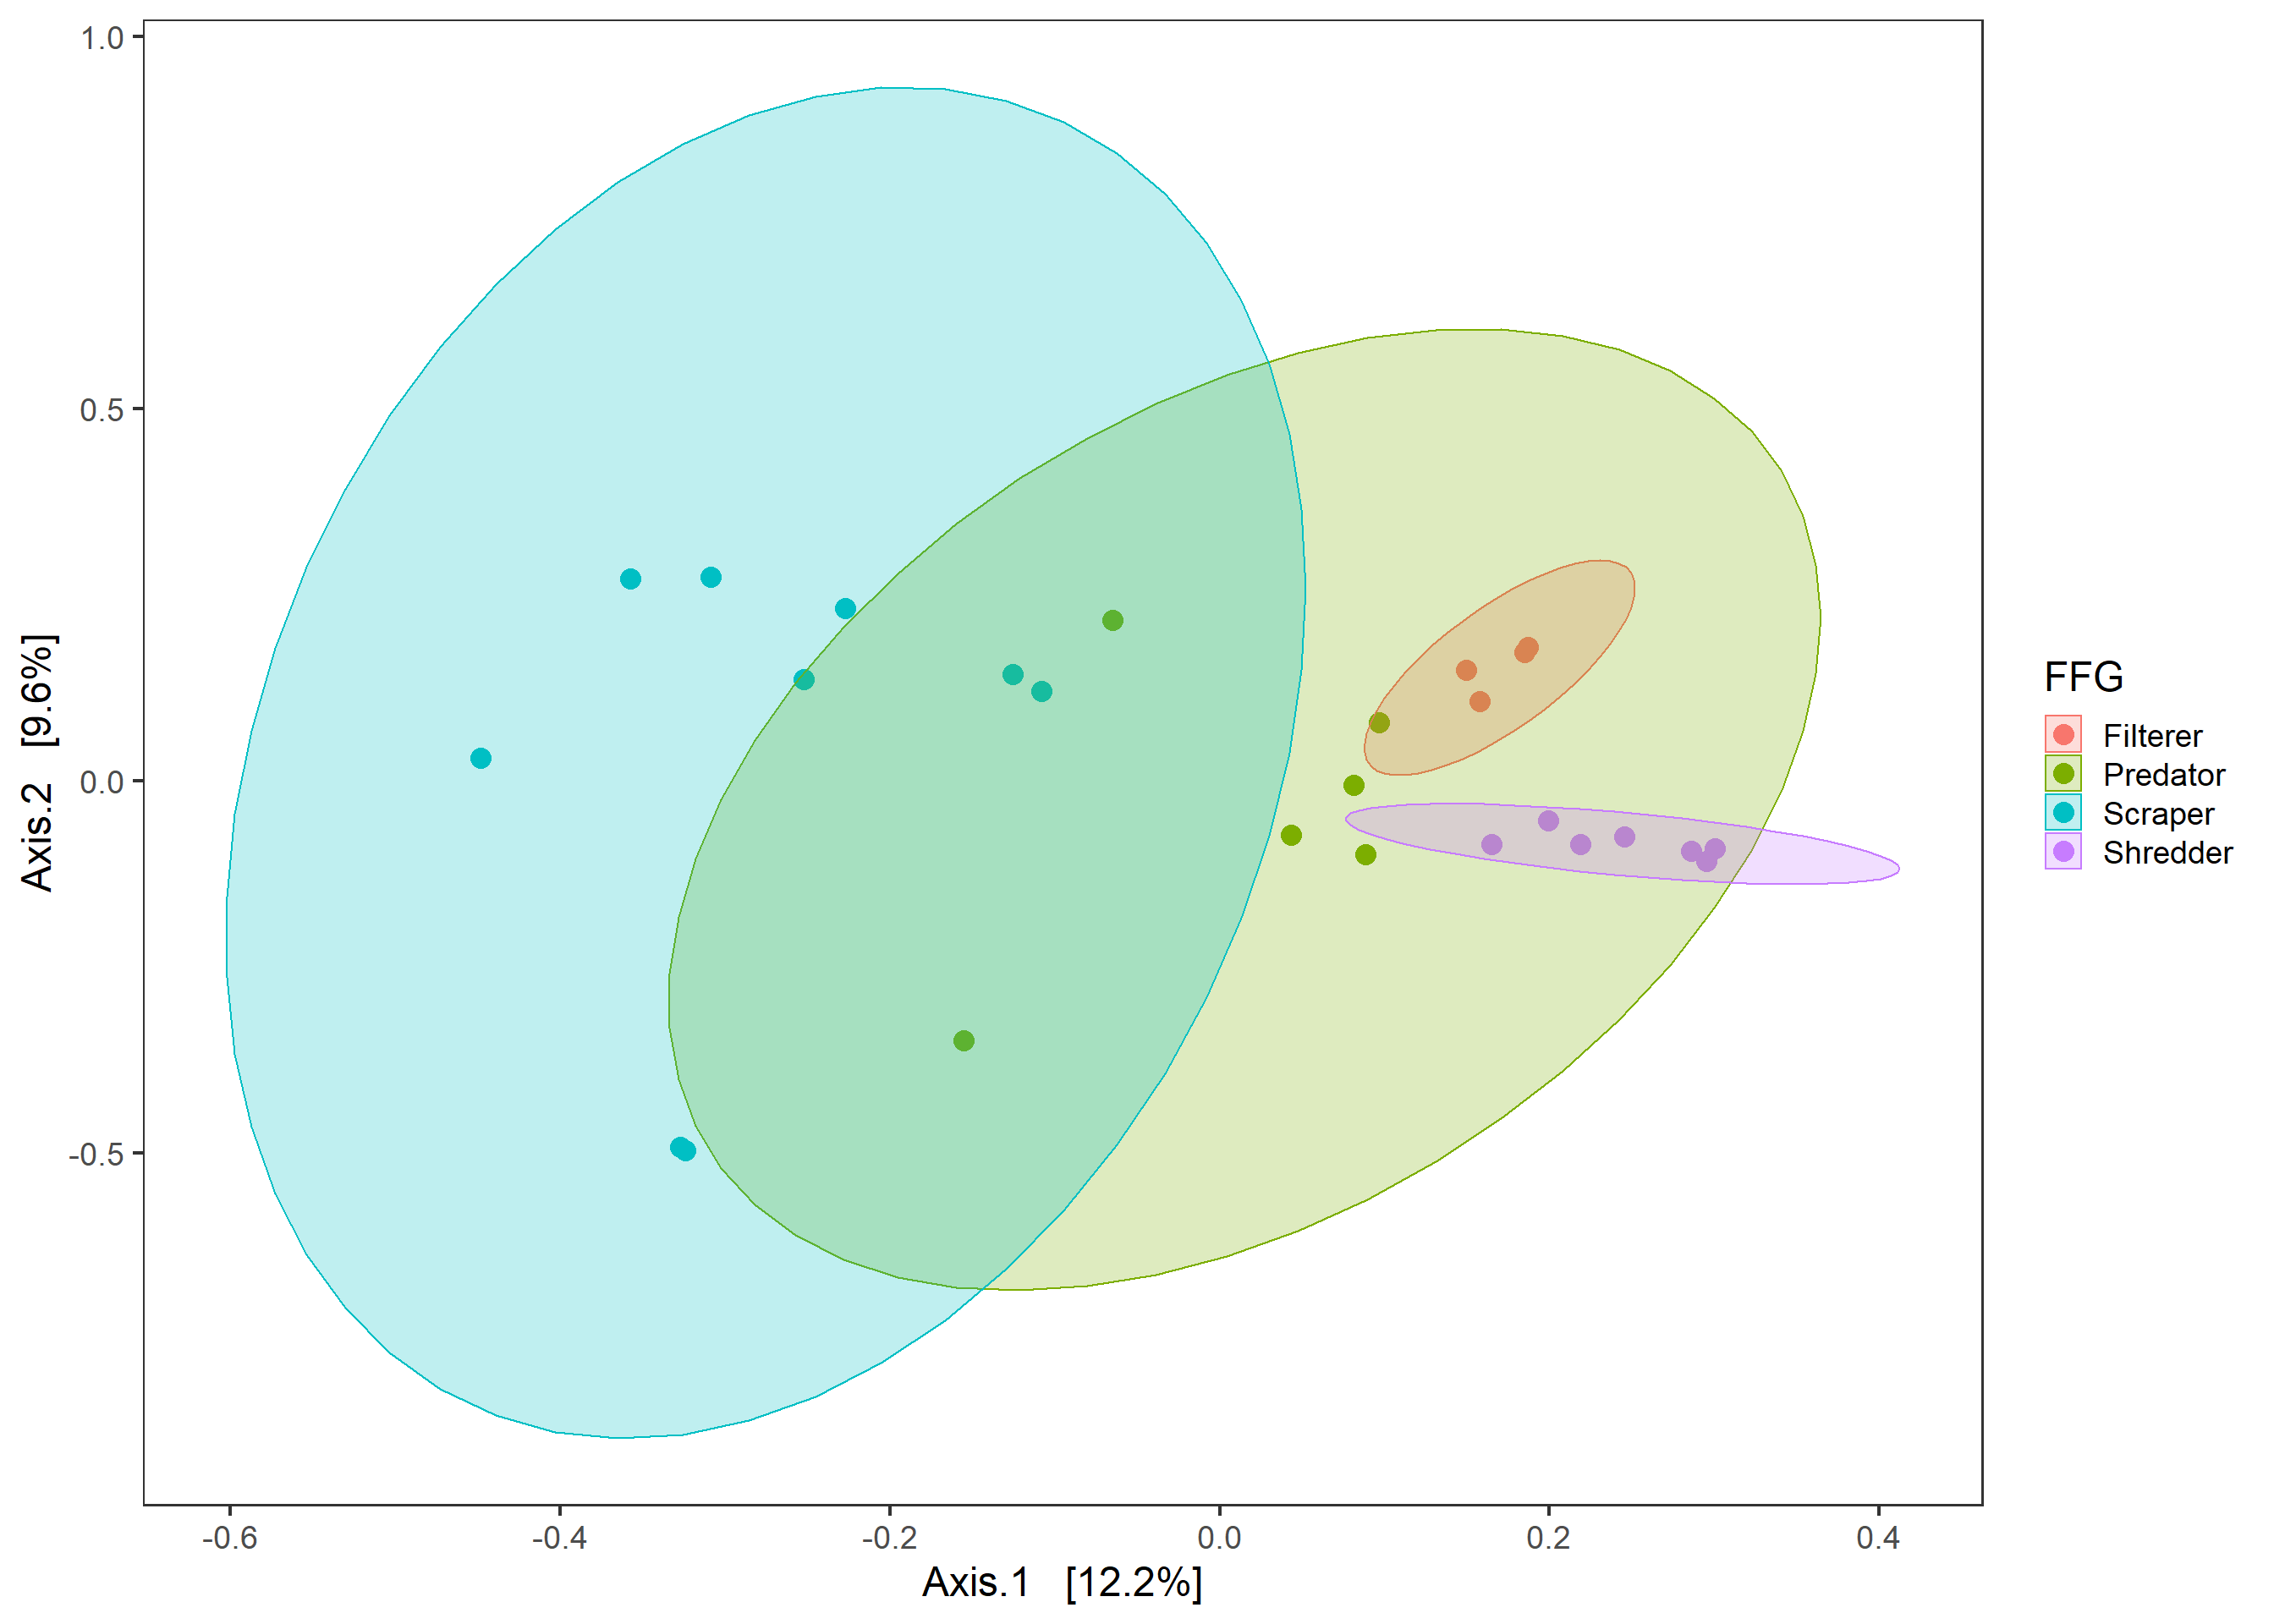 1.0
0.5
0.0
-0.5
Axis.2 [9.6%]
-0.6
-0.4
-0.2
0.0
0.2
0.4
Axis.1 [12.2%]
FFG
Filterer
Predator
Scraper
Shredder